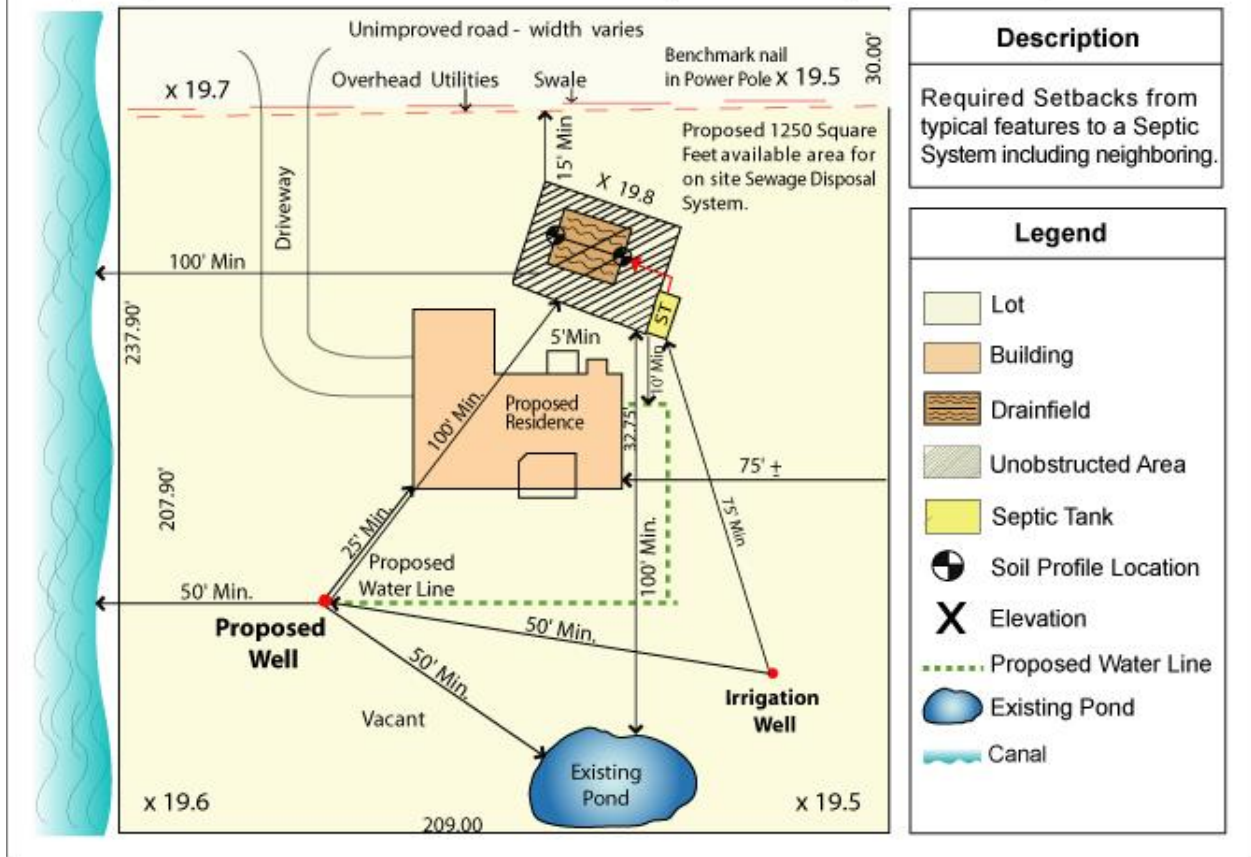 Unimproved road - width varies
Benchmark nail
in Power Pole x 19.5
30.00'
x 19.7
Overhead Utilities
Swale
15' Min
Proposed 1250 Square
Feet available area for
on site Sewage Disposal
System.
X 19.8
Driveway
100' Min
237.90'
ST
5'Min
10' Min
Proposed
Residence
100' Min.
32.75'
75' ±
207.90'
25' Min.
75' Min
100' Min.
Proposed
Water Line
50' Min.
Proposed
Well
50' Min.
50' Min.
Irrigation
Well
Vacant
Existing
Pond
x 19.6
x 19.5
209.00
Description
Required Setbacks from
typical features to a Septic
System including neighboring.
Legend
Lot
Building
Drainfield
Unobstructed Area
Septic Tank
Soil Profile Location
X Elevation
Proposed Water Line
Existing Pond
Canal